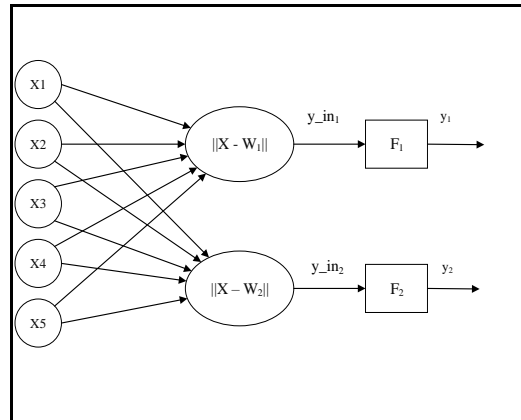 X1
X2
X3
X4
X5
||X - W₁||
y_in₁
F₁
y₁
||X – W₂||
y_in₂
F₂
y₂